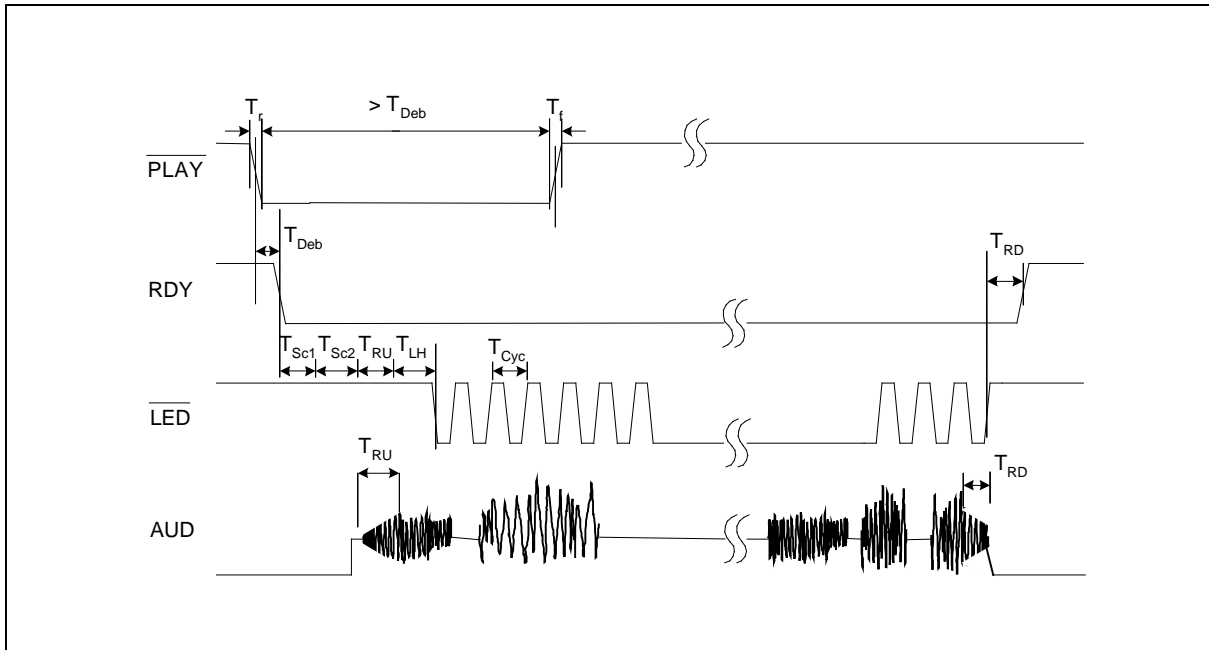 Tr > TDeb Tf
PLAY
TDeb TRD
RDY
TSc1 TSc2 TRU TLH TCyc
LED
TRU TRD
AUD